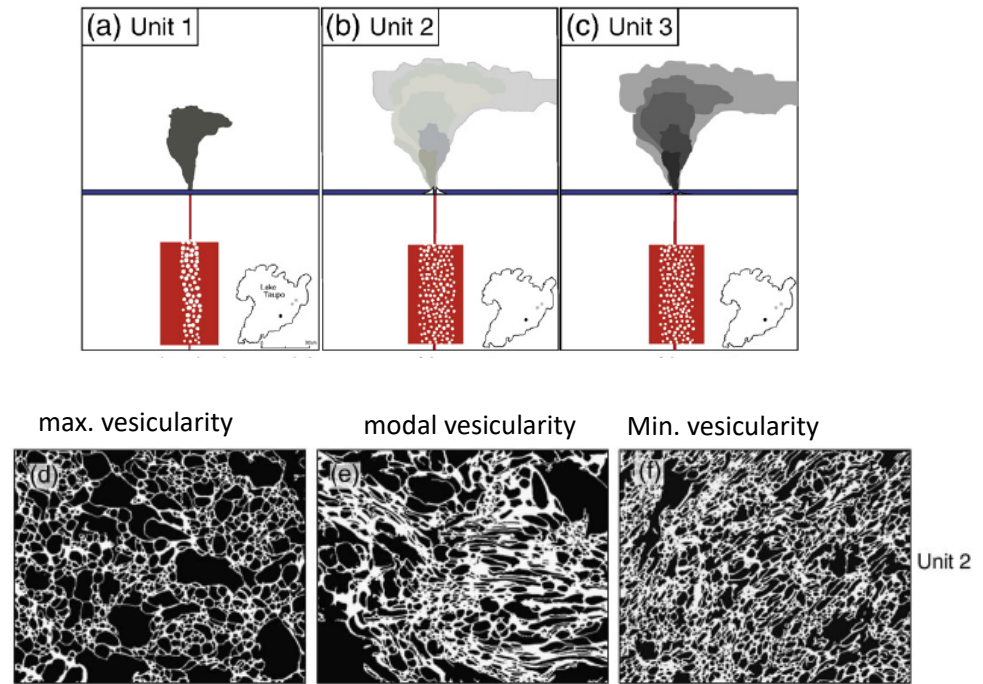 (a) Unit 1
(b) Unit 2
(c) Unit 3
Lake
Taupo
max. vesicularity
modal vesicularity
Min. vesicularity
(d)
(e)
(f)
Unit 2